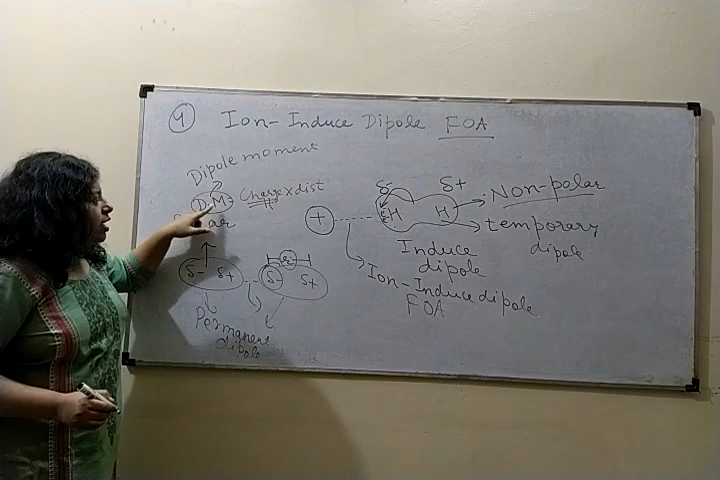 4 Ion-Induce Dipole FOA
Dipole moment
D.M= Charge x dist
δ- δ+
Non-polar
+ H H
temporary
dipole
Induce
dipole
Ion-Induce dipole
FOA
δ- δ+ δ- δ+
Permanent
dipole